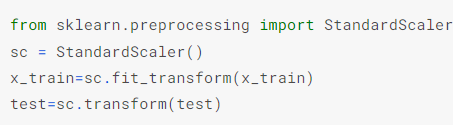 from sklearn.preprocessing import StandardScaler
sc = StandardScaler()
x_train=sc.fit_transform(x_train)
test=sc.transform(test)